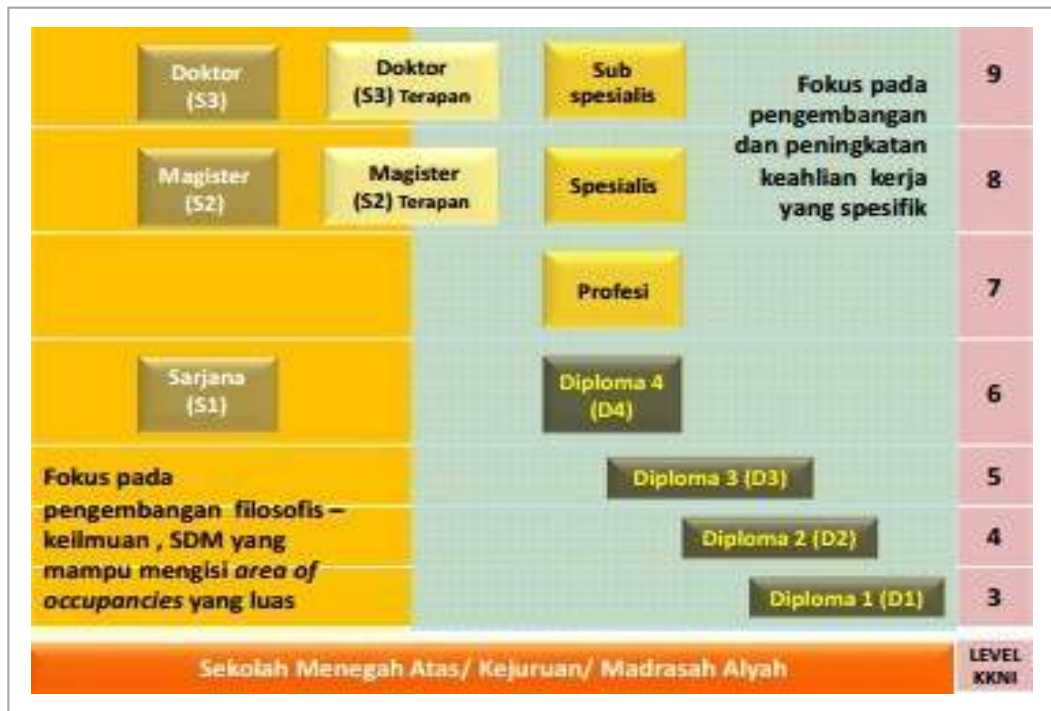 Doktor
(S3)
Doktor
(S3) Terapan
Sub
spesialis
Fokus pada
pengembangan
dan peningkatan
keahlian kerja
yang spesifik
9
Magister
(S2)
Magister
(S2) Terapan
Spesialis
8
Profesi
7
Sarjana
(S1)
Diploma 4
(D4)
6
Fokus pada
pengembangan filosofis –
keilmuan , SDM yang
mampu mengisi area of
occupancies yang luas
Diploma 3 (D3)
5
Diploma 2 (D2)
4
Diploma 1 (D1)
3
Sekolah Menegah Atas/ Kejuruan/ Madrasah Alyah
LEVEL
KKNI